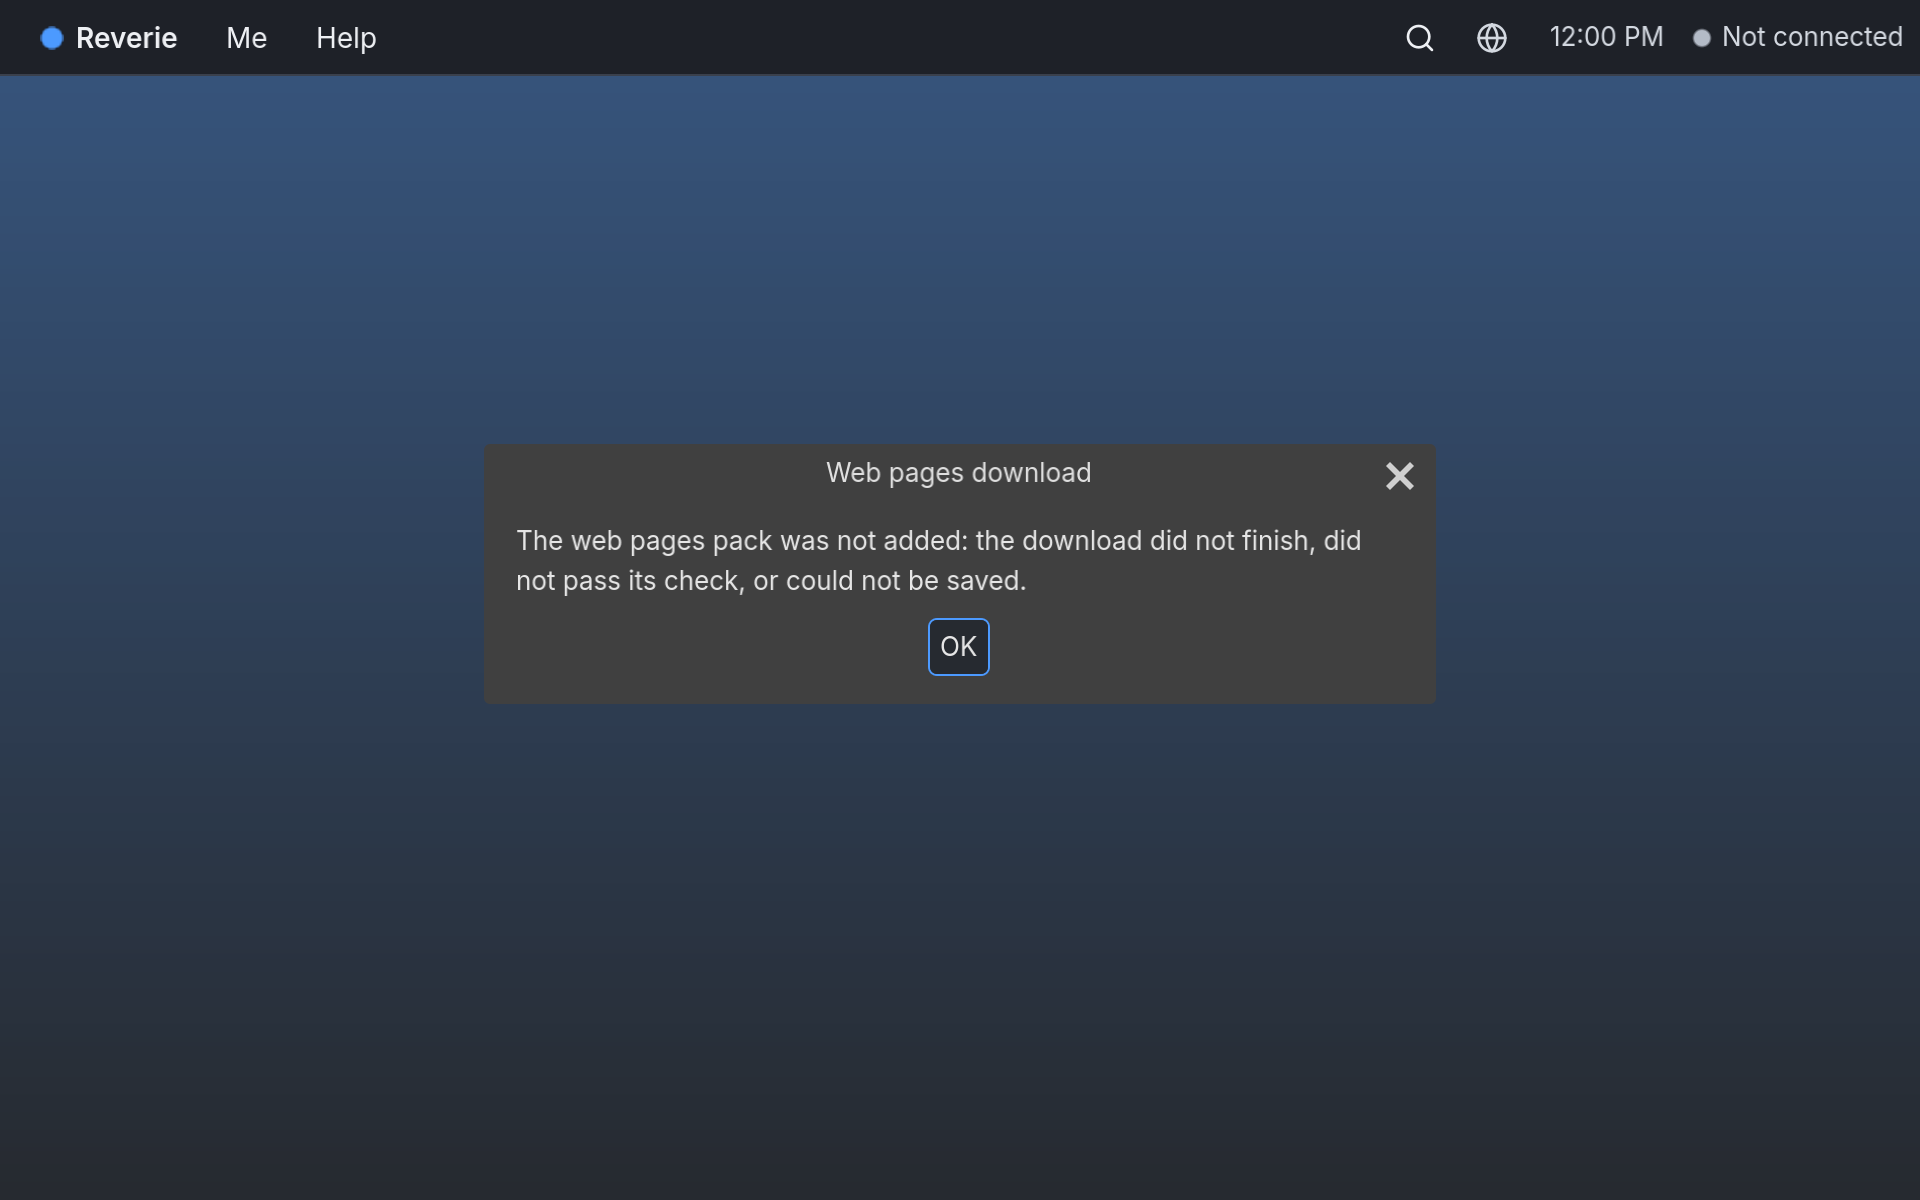 Reverie Me Help 12:00 PM Not connected
Web pages download
The web pages pack was not added: the download did not finish, did
not pass its check, or could not be saved.
OK